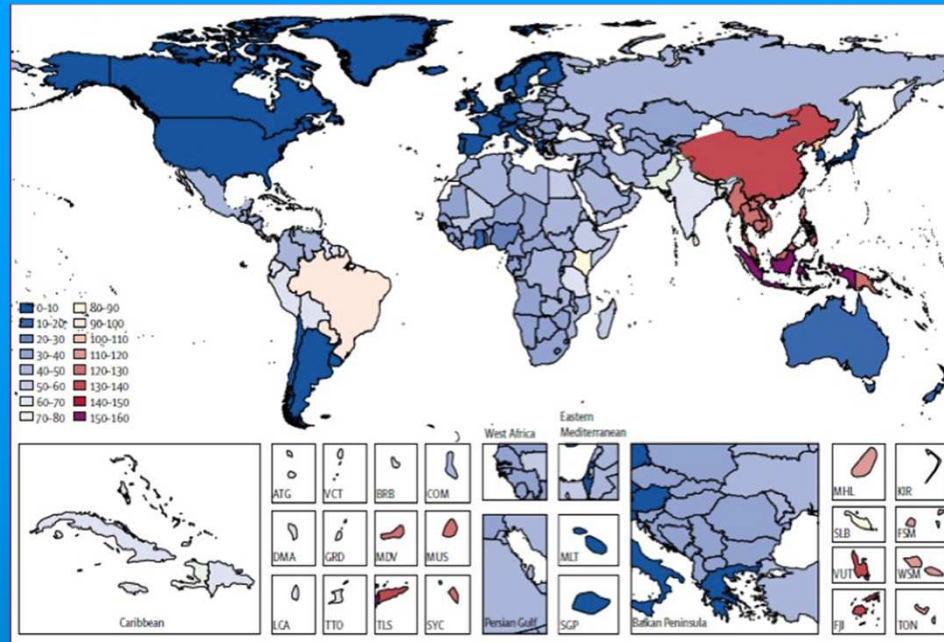 0–10
10–20
20–30
30–40
40–50
50–60
60–70
70–80
80–90
90–100
100–110
110–120
120–130
130–140
140–150
150–160
Caribbean
ATG
VCT
BRB
COM
DMA
GRD
MDV
MUS
LCA
TTO
TLS
SYC
West Africa
Eastern
Mediterranean
Persian Gulf
MLT
SGP
Balkan Peninsula
MHL
KIR
SLB
FSM
VUT
WSM
FJI
TON